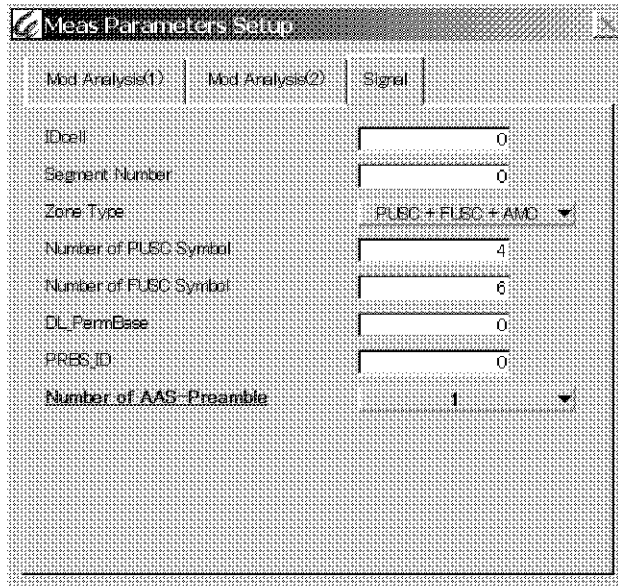 Meas Parameters Setup
Mod Analysis(1) Mod Analysis(2) Signal
IDcell 0
Segment Number 0
Zone Type PUSC + FUSC + AMC
Number of PUSC Symbol 4
Number of FUSC Symbol 6
DL_PermBase 0
PRBS_ID 0
Number of AAS-Preamble 1